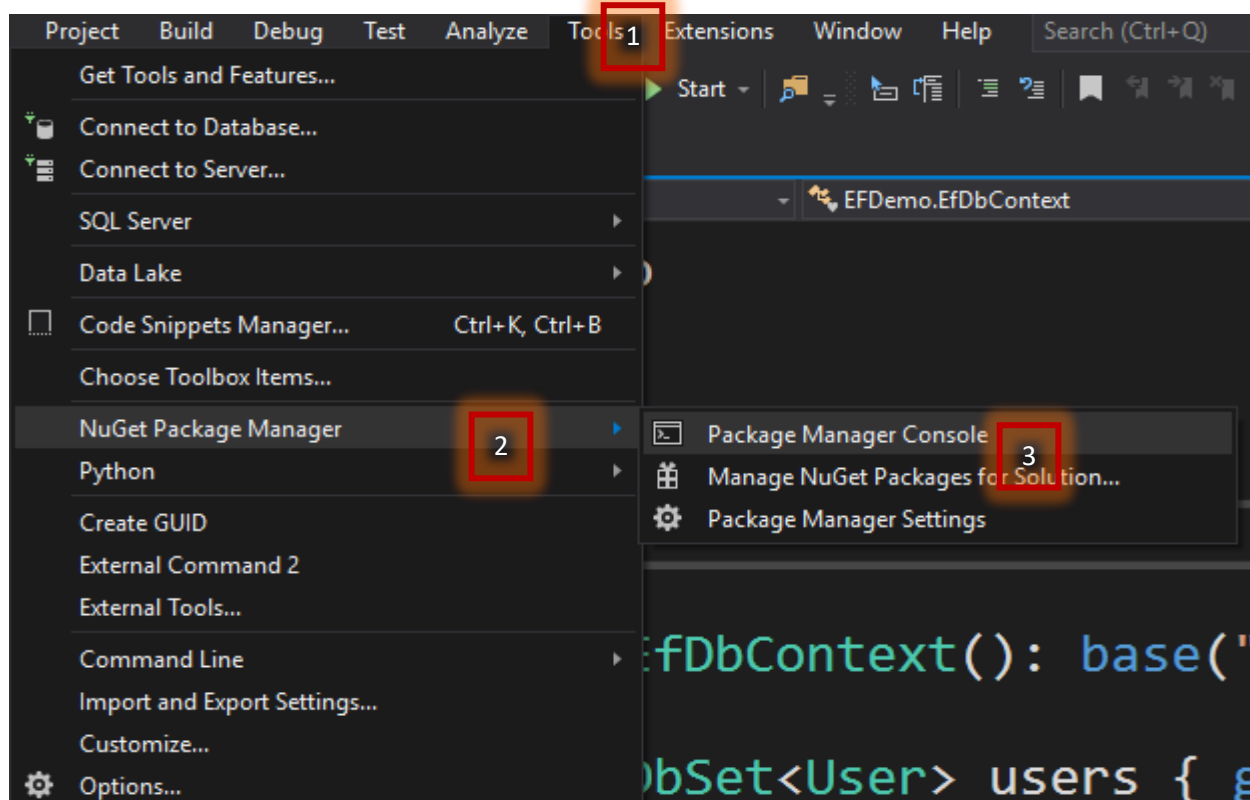 Project Build Debug Test Analyze Tools 1 Extensions Window Help Search (Ctrl+Q)
Get Tools and Features...
Start
Connect to Database...
Connect to Server...
EFDemo.EfDbContext
SQL Server
Data Lake
Code Snippets Manager... Ctrl+K, Ctrl+B
Choose Toolbox Items...
NuGet Package Manager 2
Package Manager Console 3
Python
Manage NuGet Packages for Solution...
Create GUID
Package Manager Settings
External Command 2
External Tools...
Command Line
EfDbContext(): base("
Import and Export Settings...
Customize...
DbSet<User> users { g
Options...